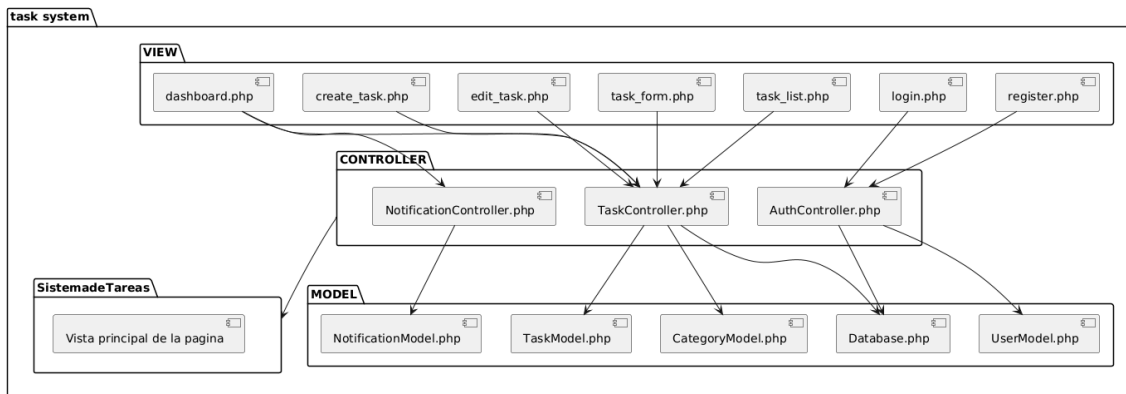 task system
VIEW
dashboard.php
create_task.php
edit_task.php
task_form.php
task_list.php
login.php
register.php
CONTROLLER
NotificationController.php
TaskController.php
AuthController.php
SistemadeTareas
Vista principal de la pagina
MODEL
NotificationModel.php
TaskModel.php
CategoryModel.php
Database.php
UserModel.php